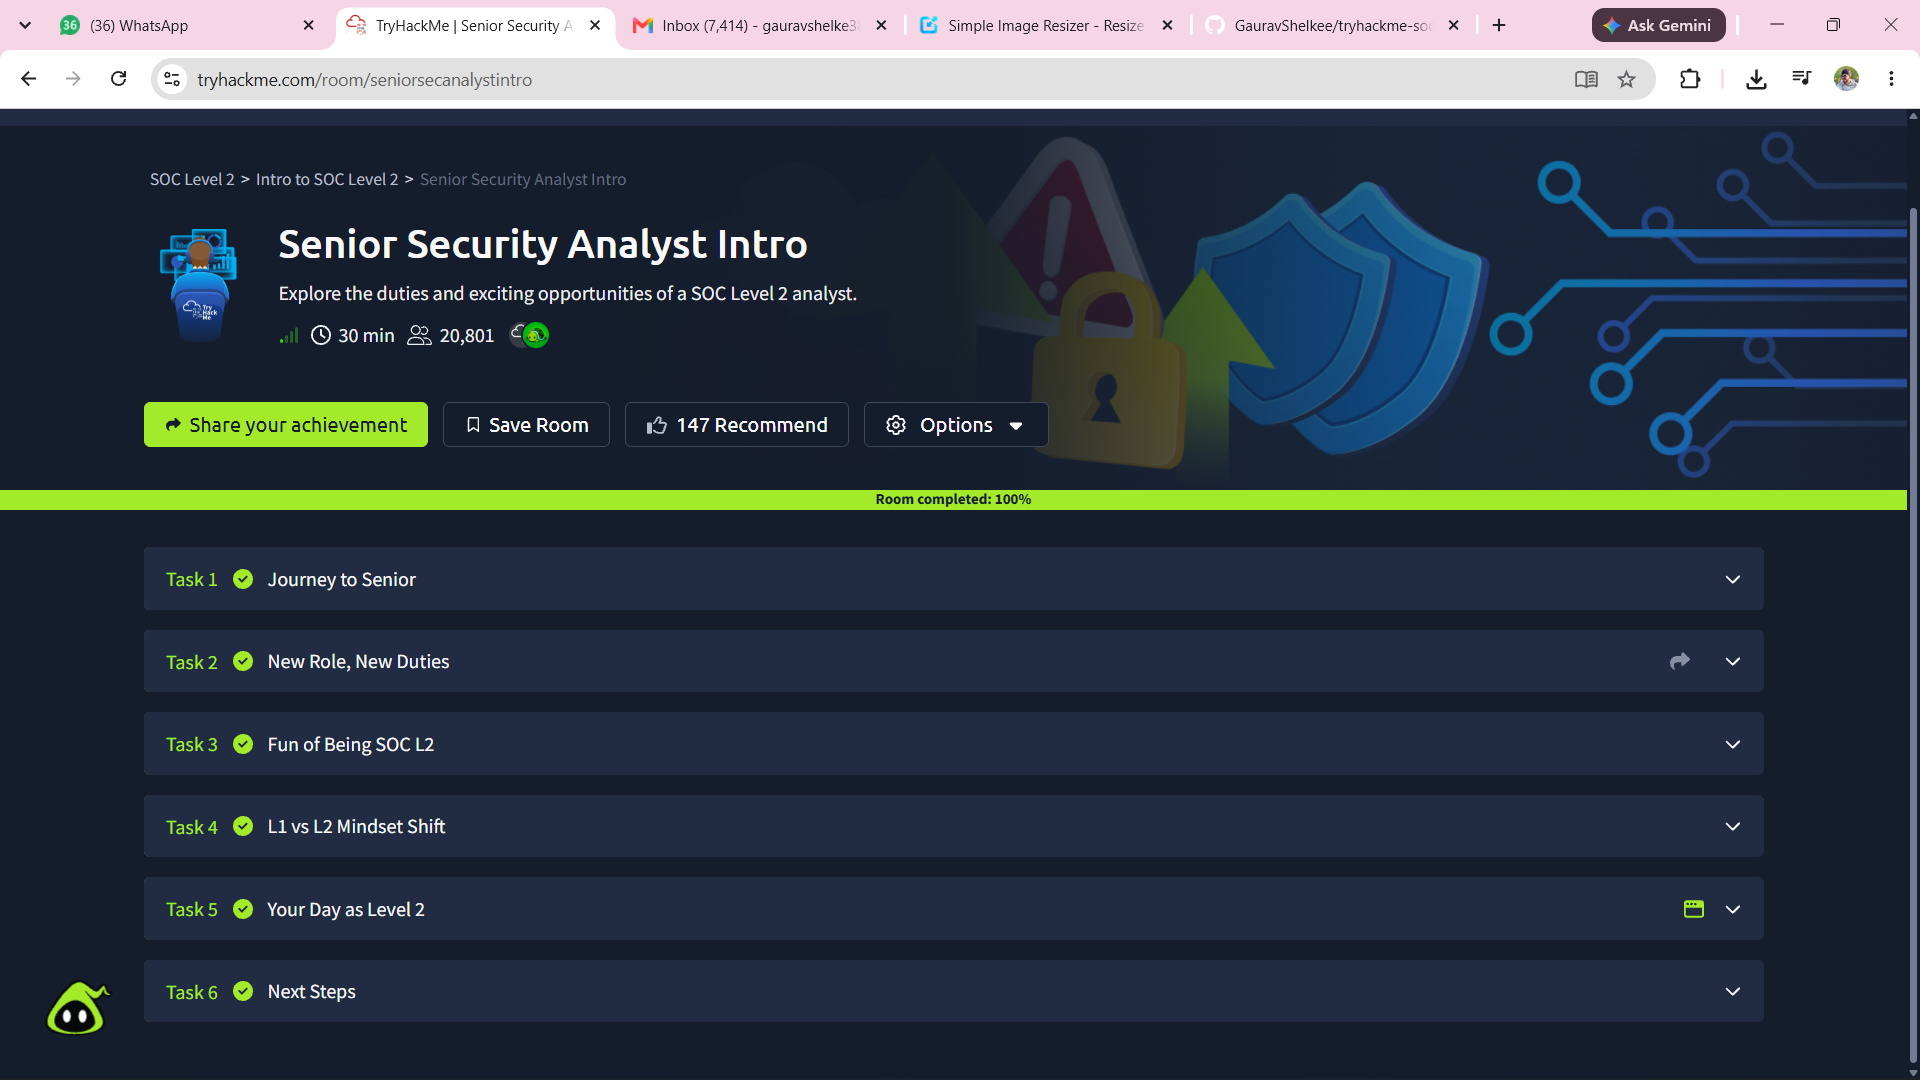 36 (36) WhatsApp
TryHackMe | Senior Security A
Inbox (7,414) - gauravshelke3
Simple Image Resizer - Resize
GauravShelkee/tryhackme-soc
Ask Gemini
tryhackme.com/room/seniorsecanalystintro
SOC Level 2 > Intro to SOC Level 2 > Senior Security Analyst Intro
Senior Security Analyst Intro
Explore the duties and exciting opportunities of a SOC Level 2 analyst.
30 min 20,801
Try Hack Me
Share your achievement
Save Room
147 Recommend
Options
Room completed: 100%
Task 1 Journey to Senior
Task 2 New Role, New Duties
Task 3 Fun of Being SOC L2
Task 4 L1 vs L2 Mindset Shift
Task 5 Your Day as Level 2
Task 6 Next Steps